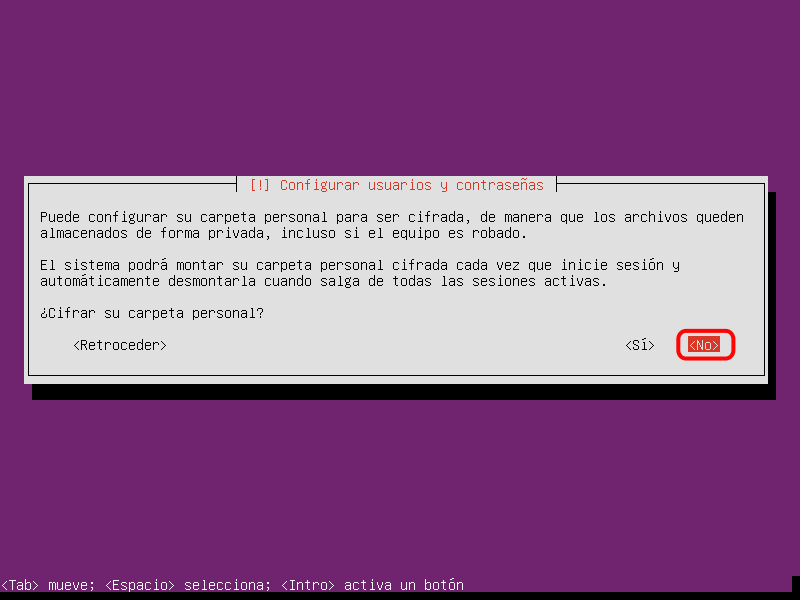 [!] Configurar usuarios y contraseñas
Puede configurar su carpeta personal para ser cifrada, de manera que los archivos queden
almacenados de forma privada, incluso si el equipo es robado.
El sistema podrá montar su carpeta personal cifrada cada vez que inicie sesión y
automáticamente desmontarla cuando salga de todas las sesiones activas.
¿Cifrar su carpeta personal?
<Retroceder> <Sí> <No>
<Tab> mueve; <Espacio> selecciona; <Intro> activa un botón